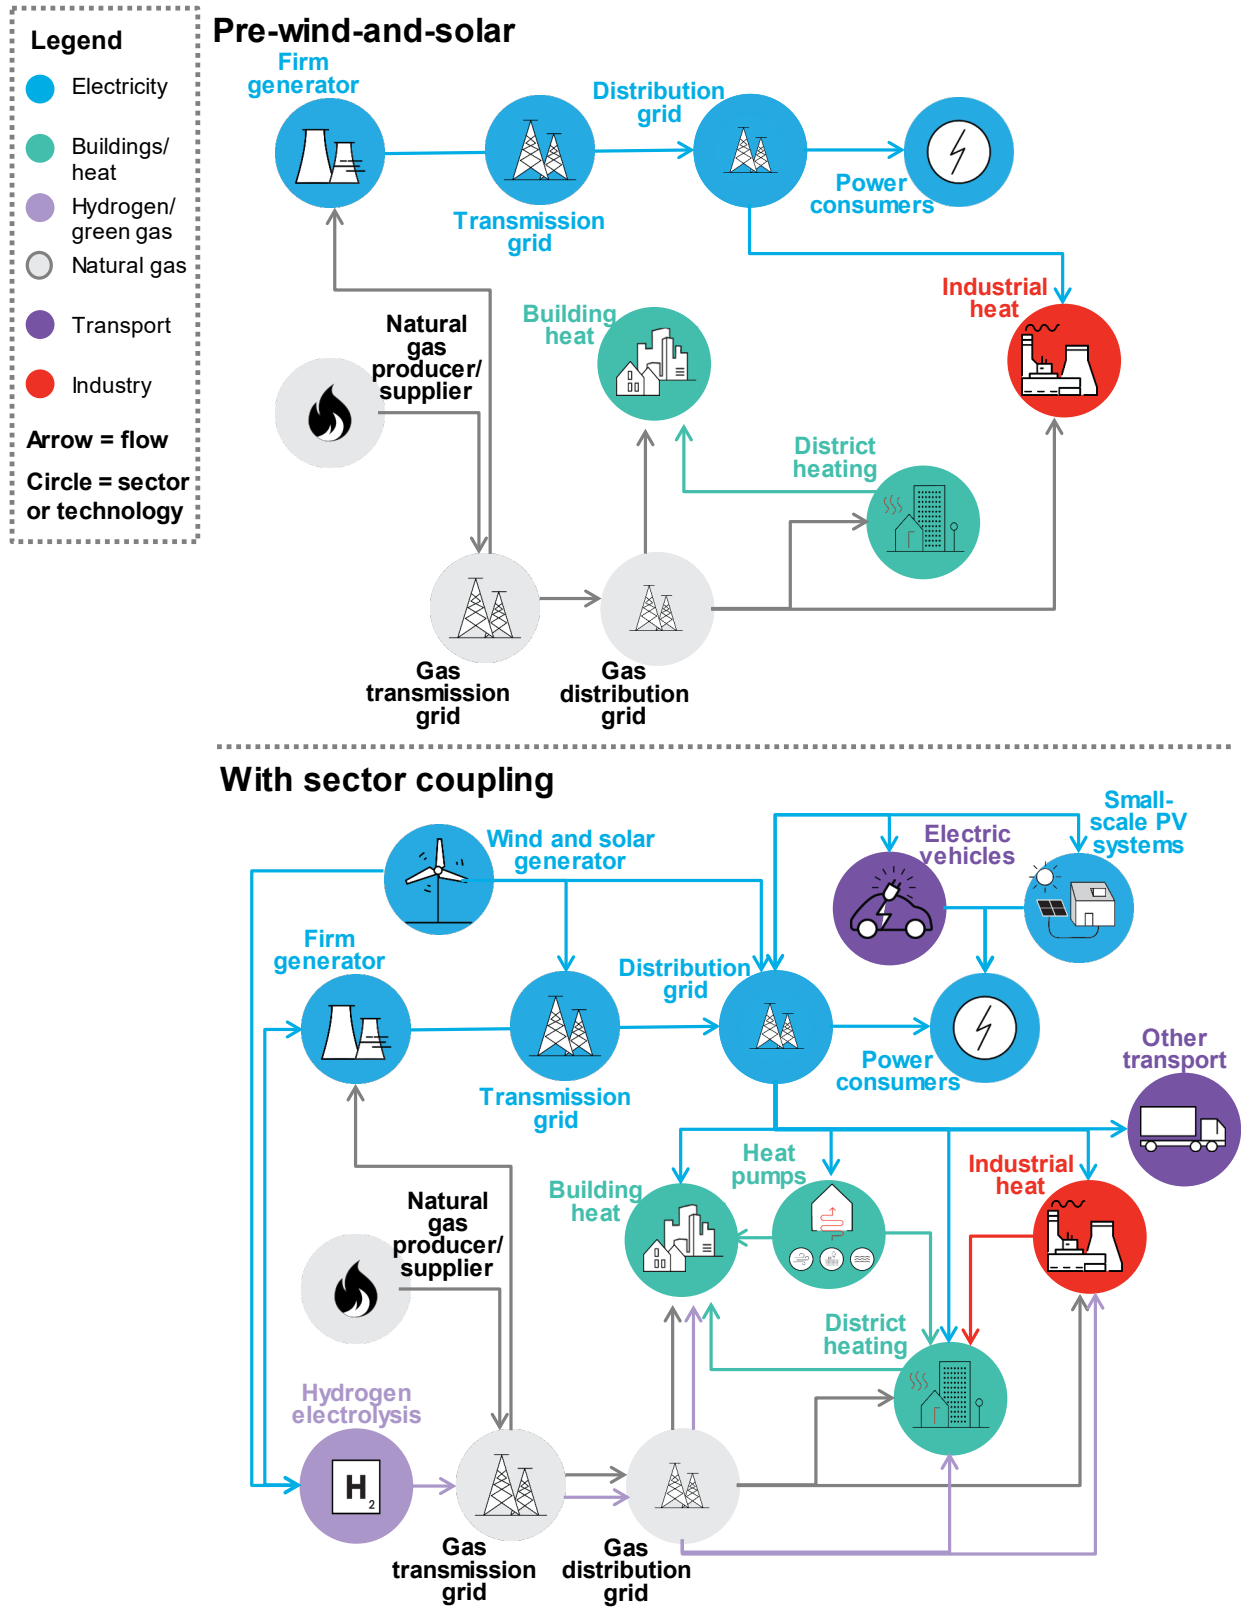 Legend
Electricity
Buildings/
heat
Hydrogen/
green gas
Natural gas
Transport
Industry
Arrow = flow
Circle = sector
or technology
Pre-wind-and-solar
Firm
generator
Distribution
grid
Transmission
grid
Power
consumers
Natural
gas
producer/
supplier
Building
heat
Industrial
heat
District
heating
Gas
transmission
grid
Gas
distribution
grid
With sector coupling
Wind and solar
generator
Electric
vehicles
Small-
scale PV
systems
Firm
generator
Distribution
grid
Transmission
grid
Power
consumers
Other
transport
Natural
gas
producer/
supplier
Building
heat
Heat
pumps
Industrial
heat
District
heating
Hydrogen
electrolysis
H
2
Gas
transmission
grid
Gas
distribution
grid